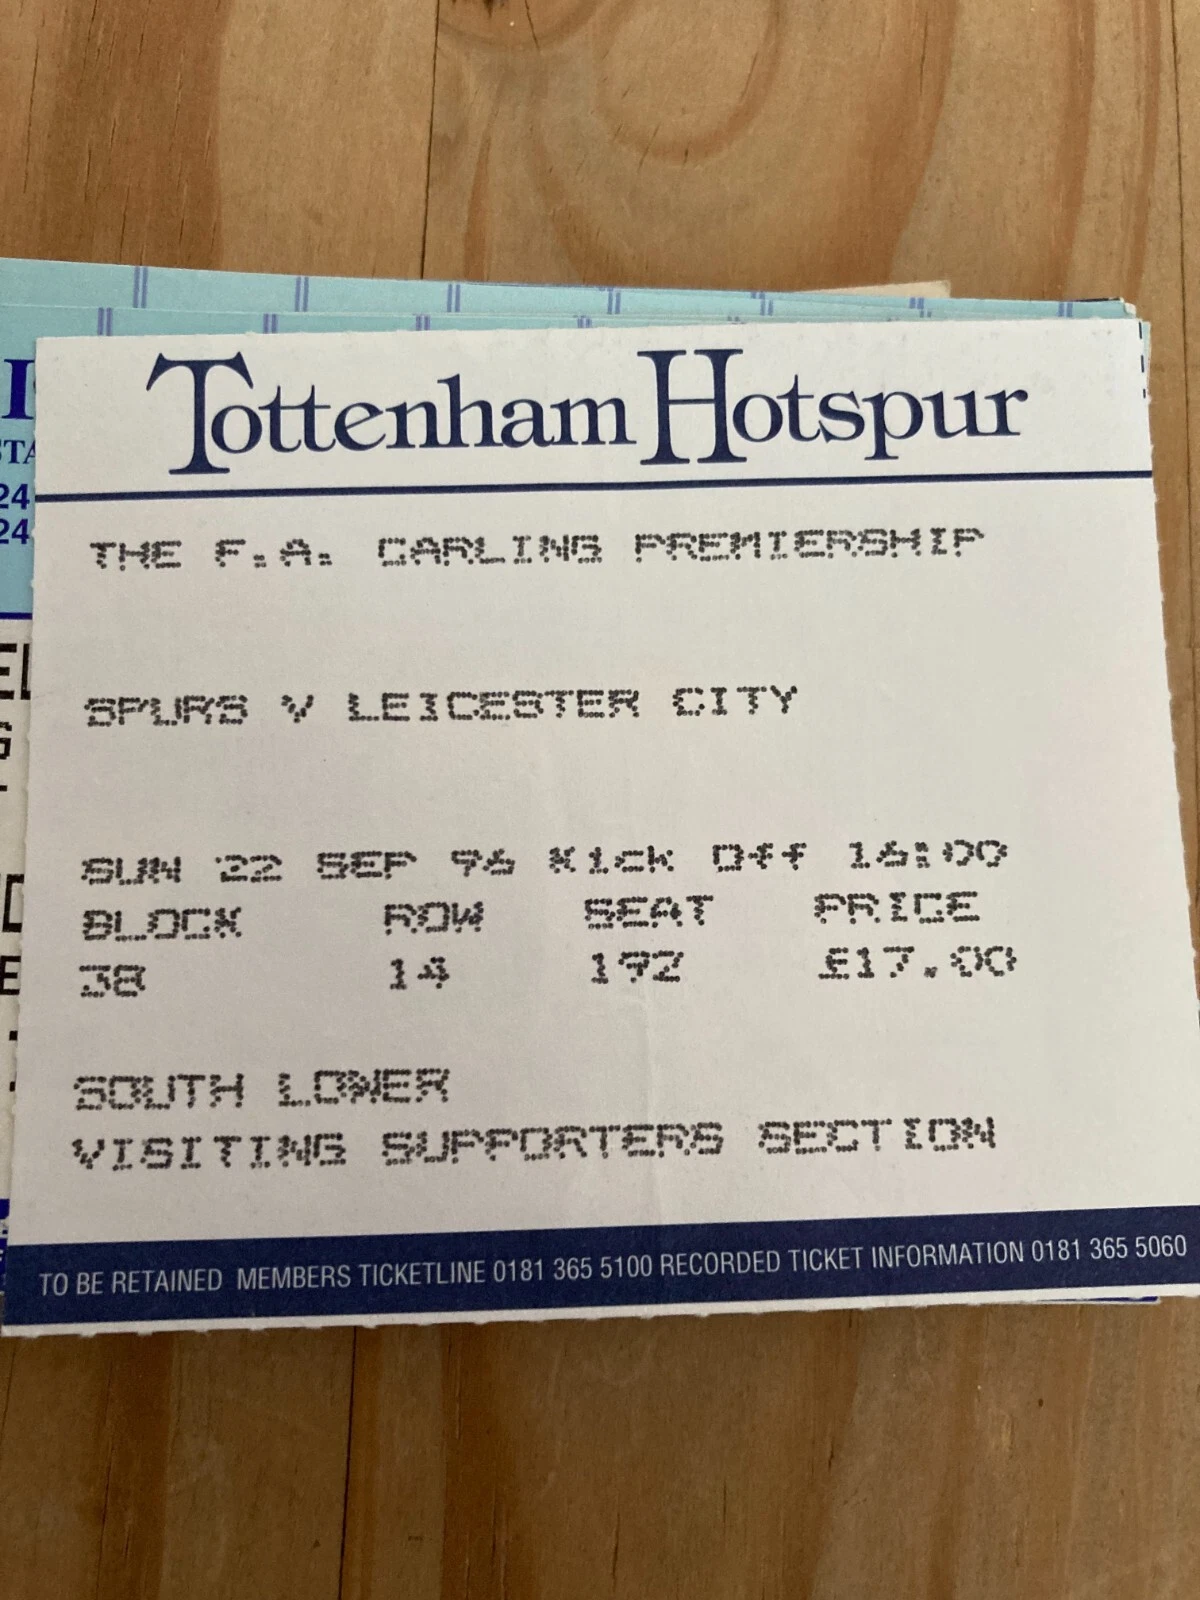 Tottenham Hotspur
THE F.A. CARLING PREMIERSHIP
SPURS V LEICESTER CITY
SUN 22 SEP 96 Kick Off 16:00
BLOCK ROW SEAT PRICE
38 14 192 £17.00
SOUTH LOWER
VISITING SUPPORTERS SECTION
TO BE RETAINED MEMBERS TICKETLINE 0181 365 5100 RECORDED TICKET INFORMATION 0181 365 5060
24
24